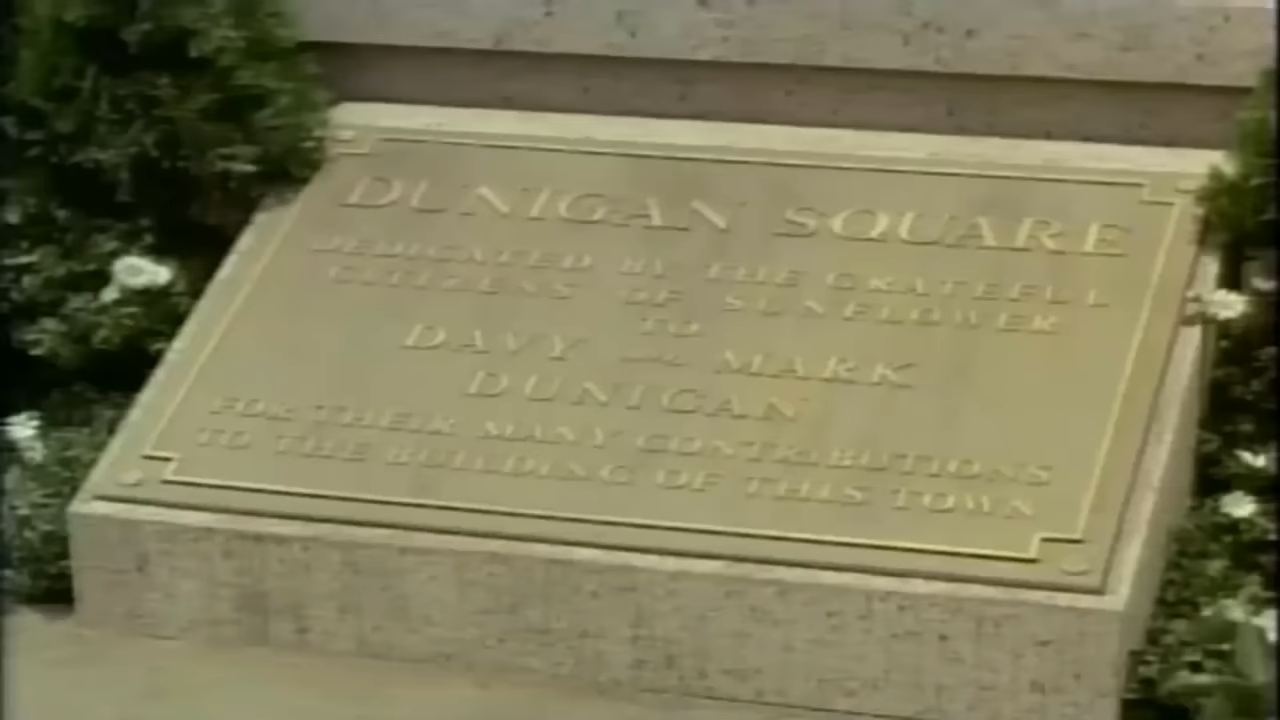 DUNIGAN SQUARE
DEDICATED BY THE GRATEFUL
CITIZENS OF SUNFLOWER
TO
DAVY and MARK
DUNIGAN
FOR THEIR MANY CONTRIBUTIONS
TO THE BUILDING OF THIS TOWN